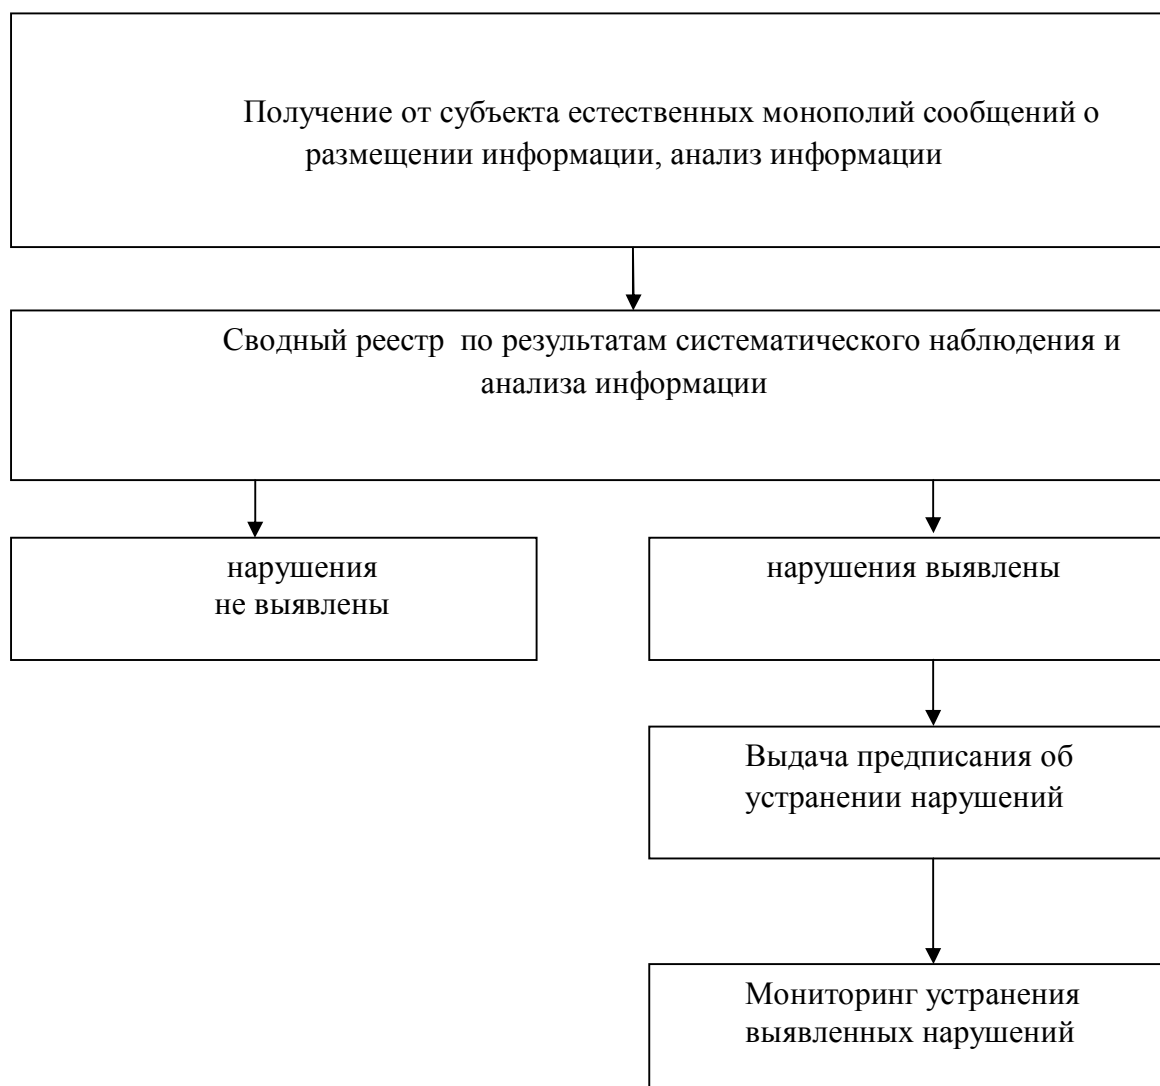 Получение от субъекта естественных монополий сообщений о
размещении информации, анализ информации
Сводный реестр по результатам систематического наблюдения и
анализа информации
нарушения
не выявлены
нарушения выявлены
Выдача предписания об
устранении нарушений
Мониторинг устранения
выявленных нарушений